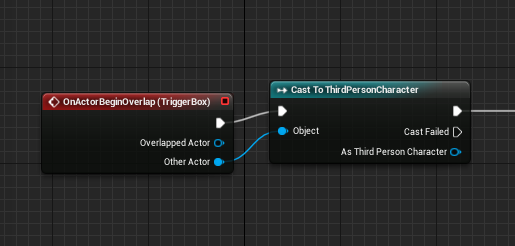 OnActorBeginOverlap (TriggerBox)
Overlapped Actor
Other Actor
Cast To ThirdPersonCharacter
Object
Cast Failed
As Third Person Character